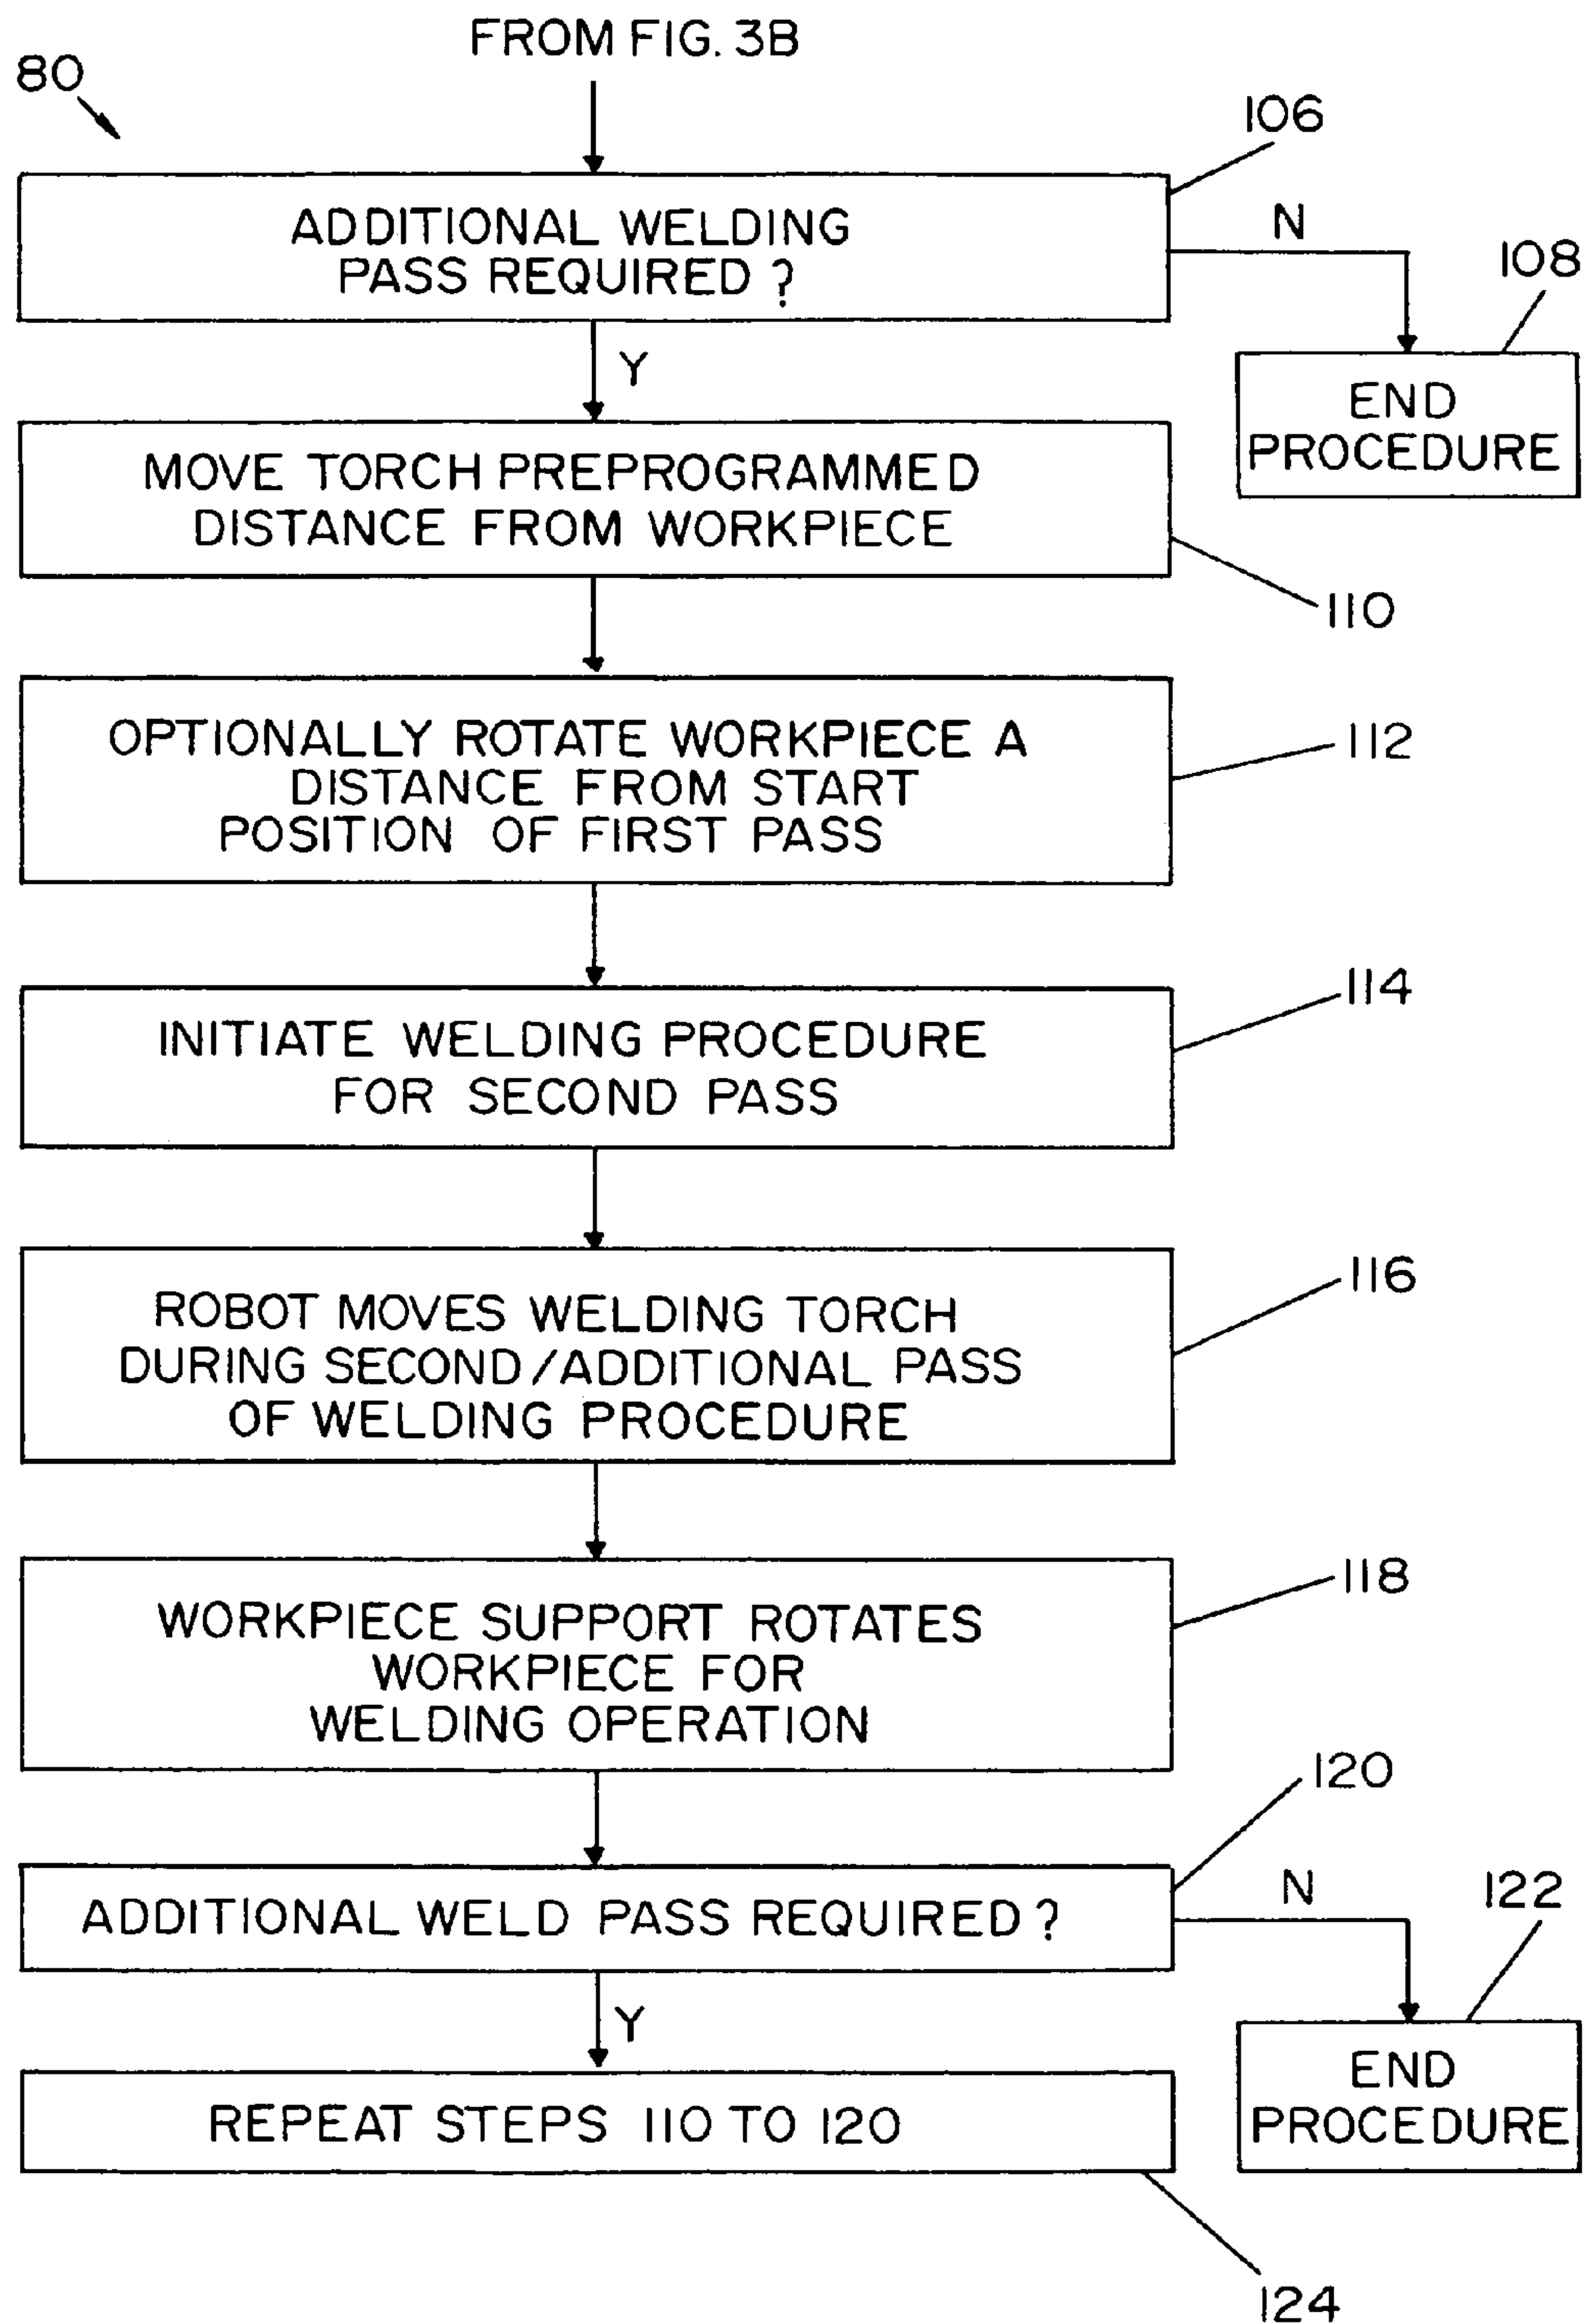 FROM FIG. 3B
80
106
ADDITIONAL WELDING
PASS REQUIRED ?
N
108
END
PROCEDURE
Y
MOVE TORCH PREPROGRAMMED
DISTANCE FROM WORKPIECE
110
OPTIONALLY ROTATE WORKPIECE A
DISTANCE FROM START
POSITION OF FIRST PASS
112
INITIATE WELDING PROCEDURE
FOR SECOND PASS
114
ROBOT MOVES WELDING TORCH
DURING SECOND/ADDITIONAL PASS
OF WELDING PROCEDURE
116
WORKPIECE SUPPORT ROTATES
WORKPIECE FOR
WELDING OPERATION
118
120
ADDITIONAL WELD PASS REQUIRED ?
N
122
END
PROCEDURE
Y
REPEAT STEPS 110 TO 120
124